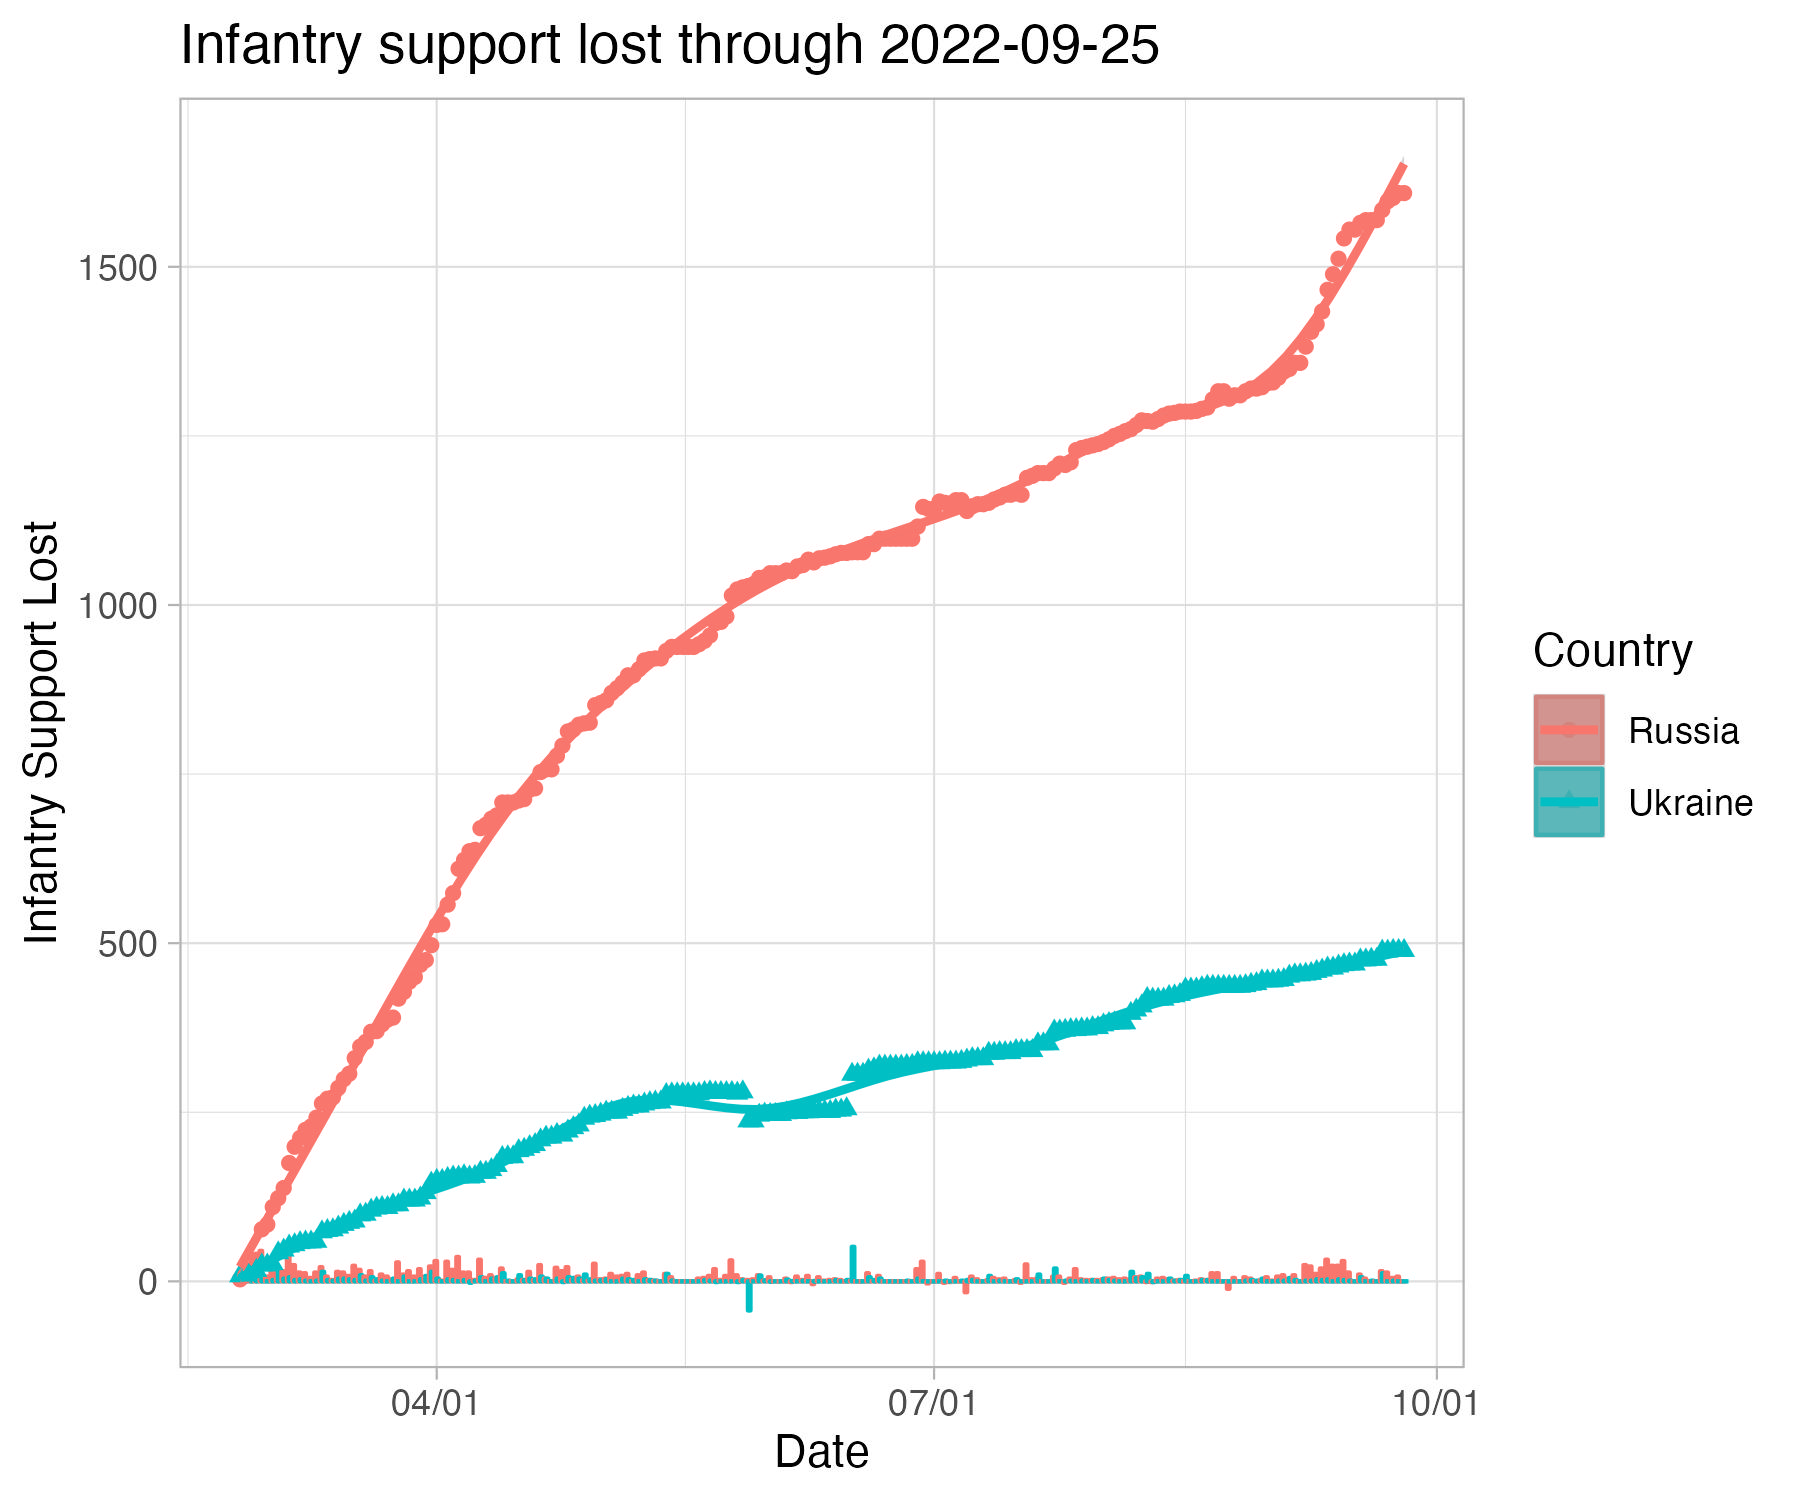 Infantry support lost through 2022-09-25
Infantry Support Lost
1500
1000
500
0
04/01
07/01
10/01
Date
Country
Russia
Ukraine